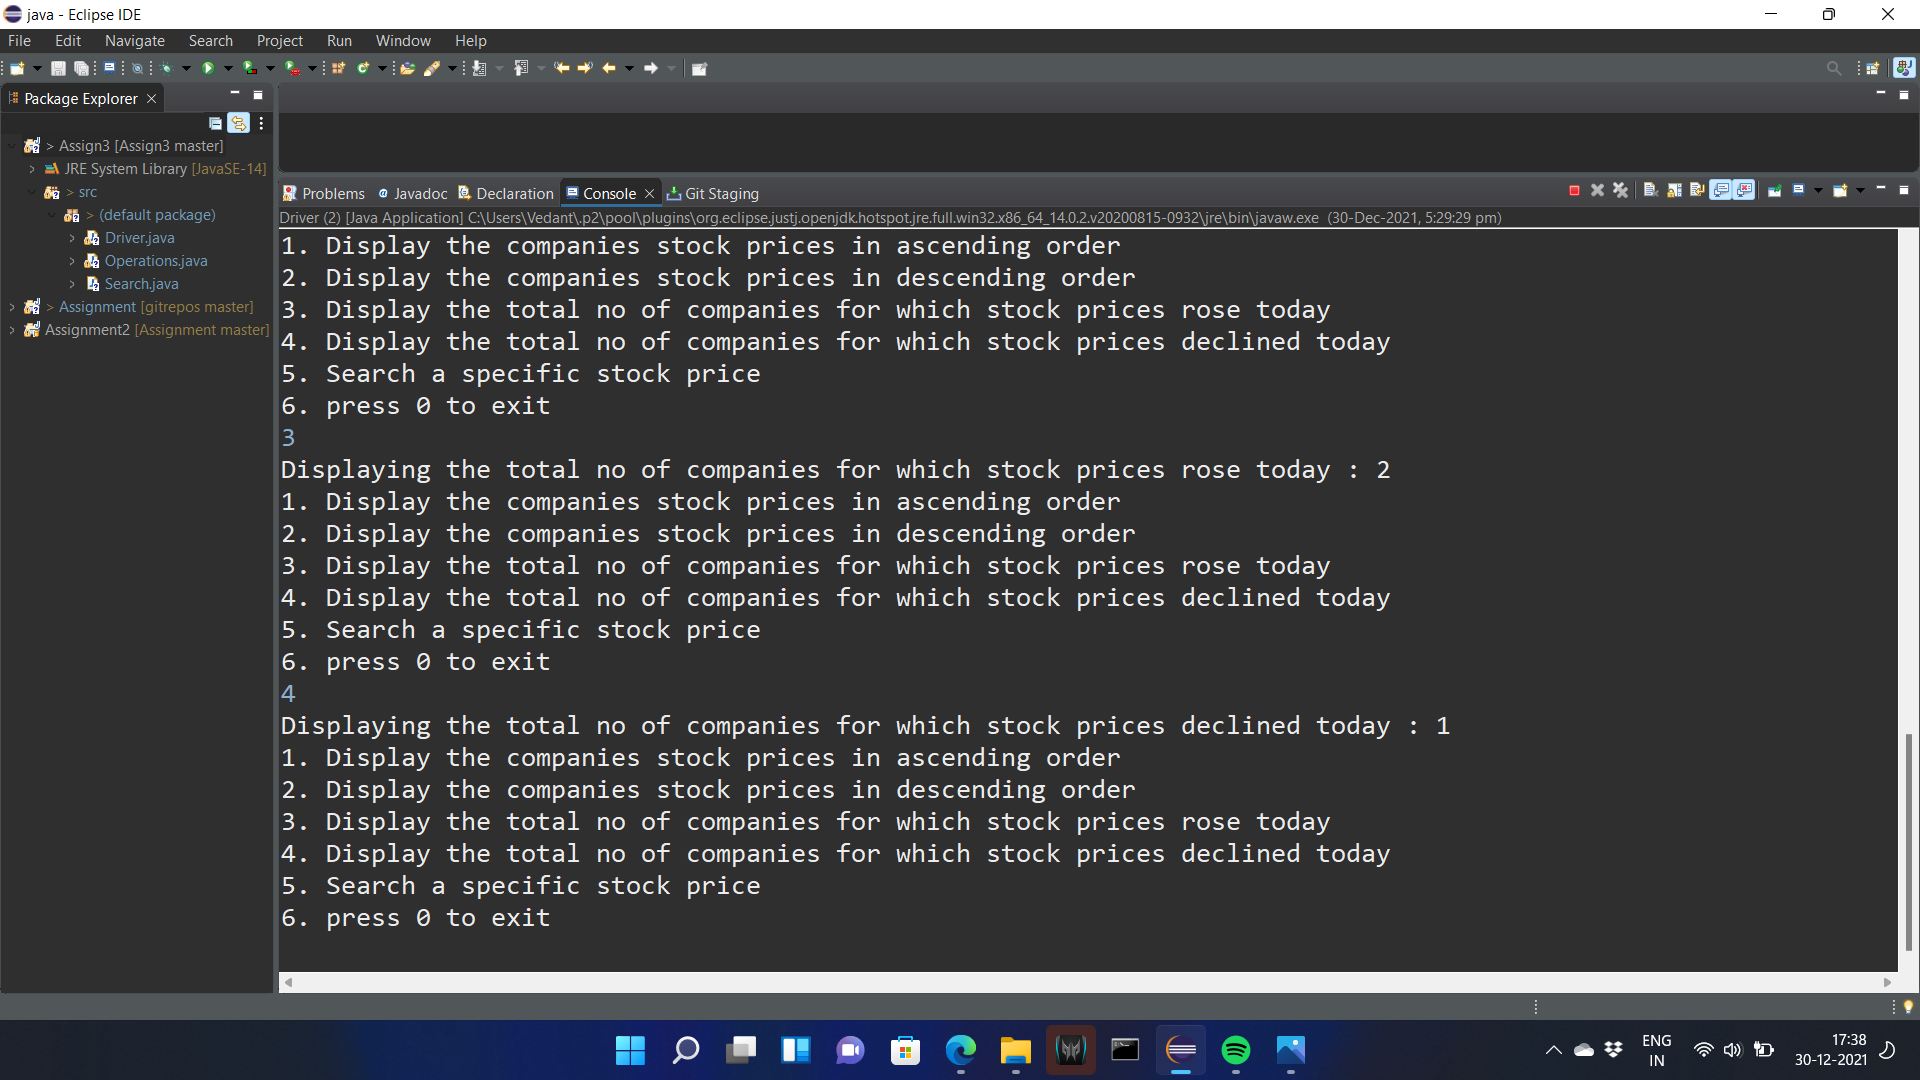 java - Eclipse IDE
File Edit Navigate Search Project Run Window Help
Package Explorer
> Assign3 [Assign3 master]
JRE System Library [JavaSE-14]
> src
> (default package)
Driver.java
Operations.java
Search.java
> Assignment [gitrepos master]
Assignment2 [Assignment master]
Problems @ Javadoc Declaration Console Git Staging
Driver (2) [Java Application] C:\Users\Vedant\.p2\pool\plugins\org.eclipse.justj.openjdk.hotspot.jre.full.win32.x86_64_14.0.2.v20200815-0932\jre\bin\javaw.exe (30-Dec-2021, 5:29:29 pm)
1. Display the companies stock prices in ascending order
2. Display the companies stock prices in descending order
3. Display the total no of companies for which stock prices rose today
4. Display the total no of companies for which stock prices declined today
5. Search a specific stock price
6. press 0 to exit
3
Displaying the total no of companies for which stock prices rose today : 2
1. Display the companies stock prices in ascending order
2. Display the companies stock prices in descending order
3. Display the total no of companies for which stock prices rose today
4. Display the total no of companies for which stock prices declined today
5. Search a specific stock price
6. press 0 to exit
4
Displaying the total no of companies for which stock prices declined today : 1
1. Display the companies stock prices in ascending order
2. Display the companies stock prices in descending order
3. Display the total no of companies for which stock prices rose today
4. Display the total no of companies for which stock prices declined today
5. Search a specific stock price
6. press 0 to exit
ENG
IN
17:38
30-12-2021